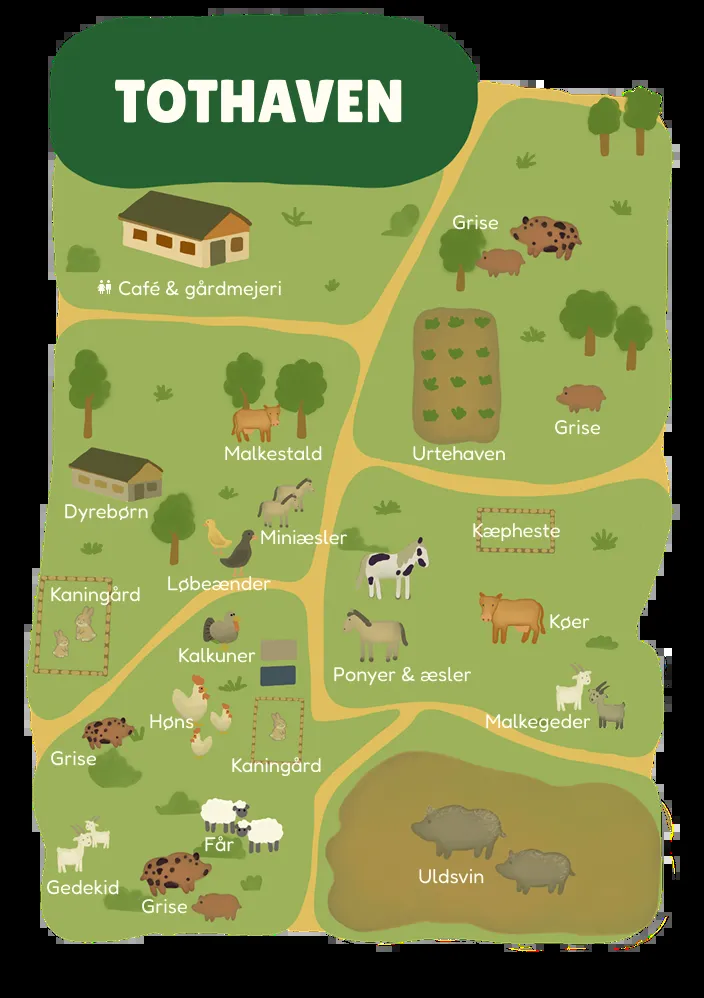 TOTHAVEN
Café & gårdmejeri
Grise
Grise
Urtehaven
Malkestald
Dyrebørn
Miniæsler
Løbeænder
Kaningård
Kæpheste
Køer
Ponyer & æsler
Malkegeder
Kalkuner
Høns
Kaningård
Grise
Får
Gedekid
Grise
Uldsvin